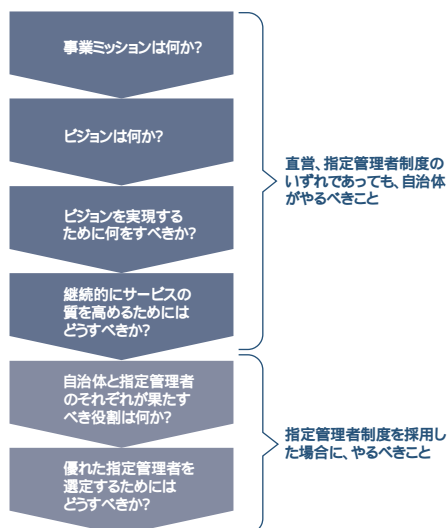 事業ミッションは何か?
ビジョンは何か?
ビジョンを実現する
ために何をすべきか?
継続的にサービスの
質を高めるためには
どうすべきか?
直営、指定管理者制度の
いずれであっても、自治体
がやるべきこと
自治体と指定管理者
のそれぞれが果たす
べき役割は何か?
優れた指定管理者を
選定するためには
どうすべきか?
指定管理者制度を採用し
た場合に、やるべきこと